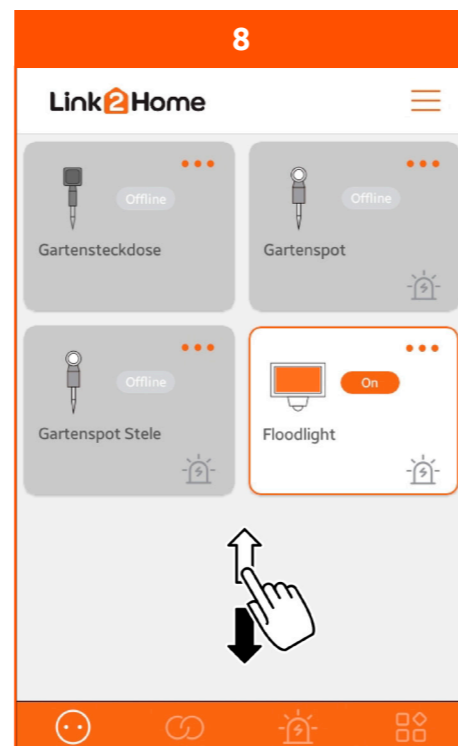 8
Link2Home
Offline
Gartensteckdose
Offline
Gartenspot
Offline
Gartenspot Stele
On
Floodlight